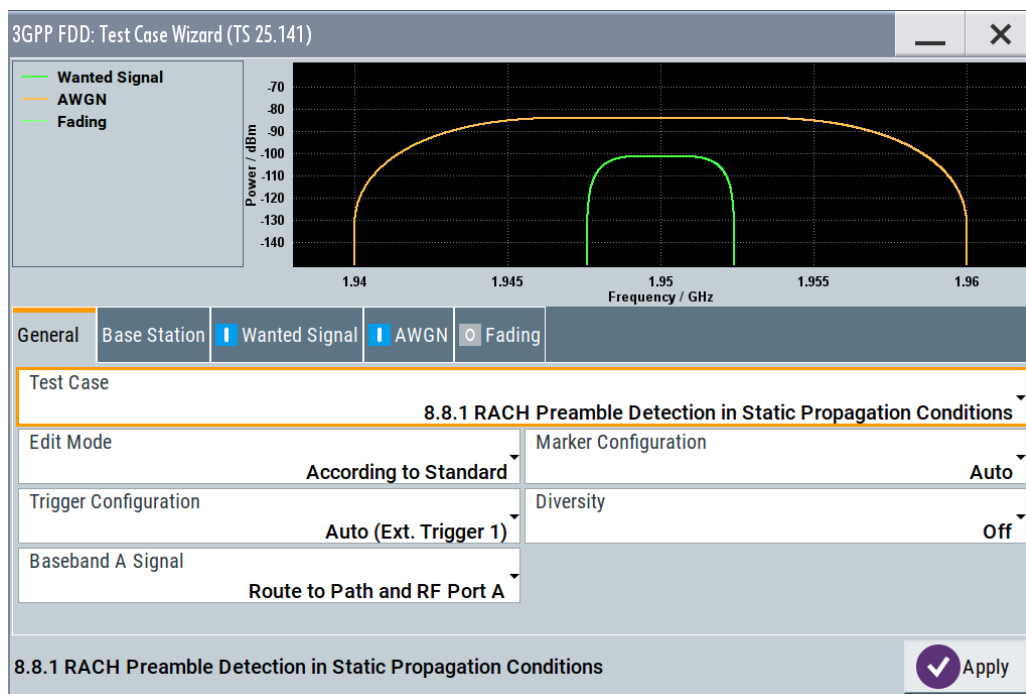 3GPP FDD: Test Case Wizard (TS 25.141)
Wanted Signal
AWGN
Fading
Power / dBm
-70
-80
-90
-100
-110
-120
-130
-140
1.94 1.945 1.95 1.955 1.96
Frequency / GHz
General Base Station I Wanted Signal I AWGN O Fading
Test Case
8.8.1 RACH Preamble Detection in Static Propagation Conditions
Edit Mode Marker Configuration
According to Standard Auto
Trigger Configuration Diversity
Auto (Ext. Trigger 1) Off
Baseband A Signal
Route to Path and RF Port A
8.8.1 RACH Preamble Detection in Static Propagation Conditions Apply